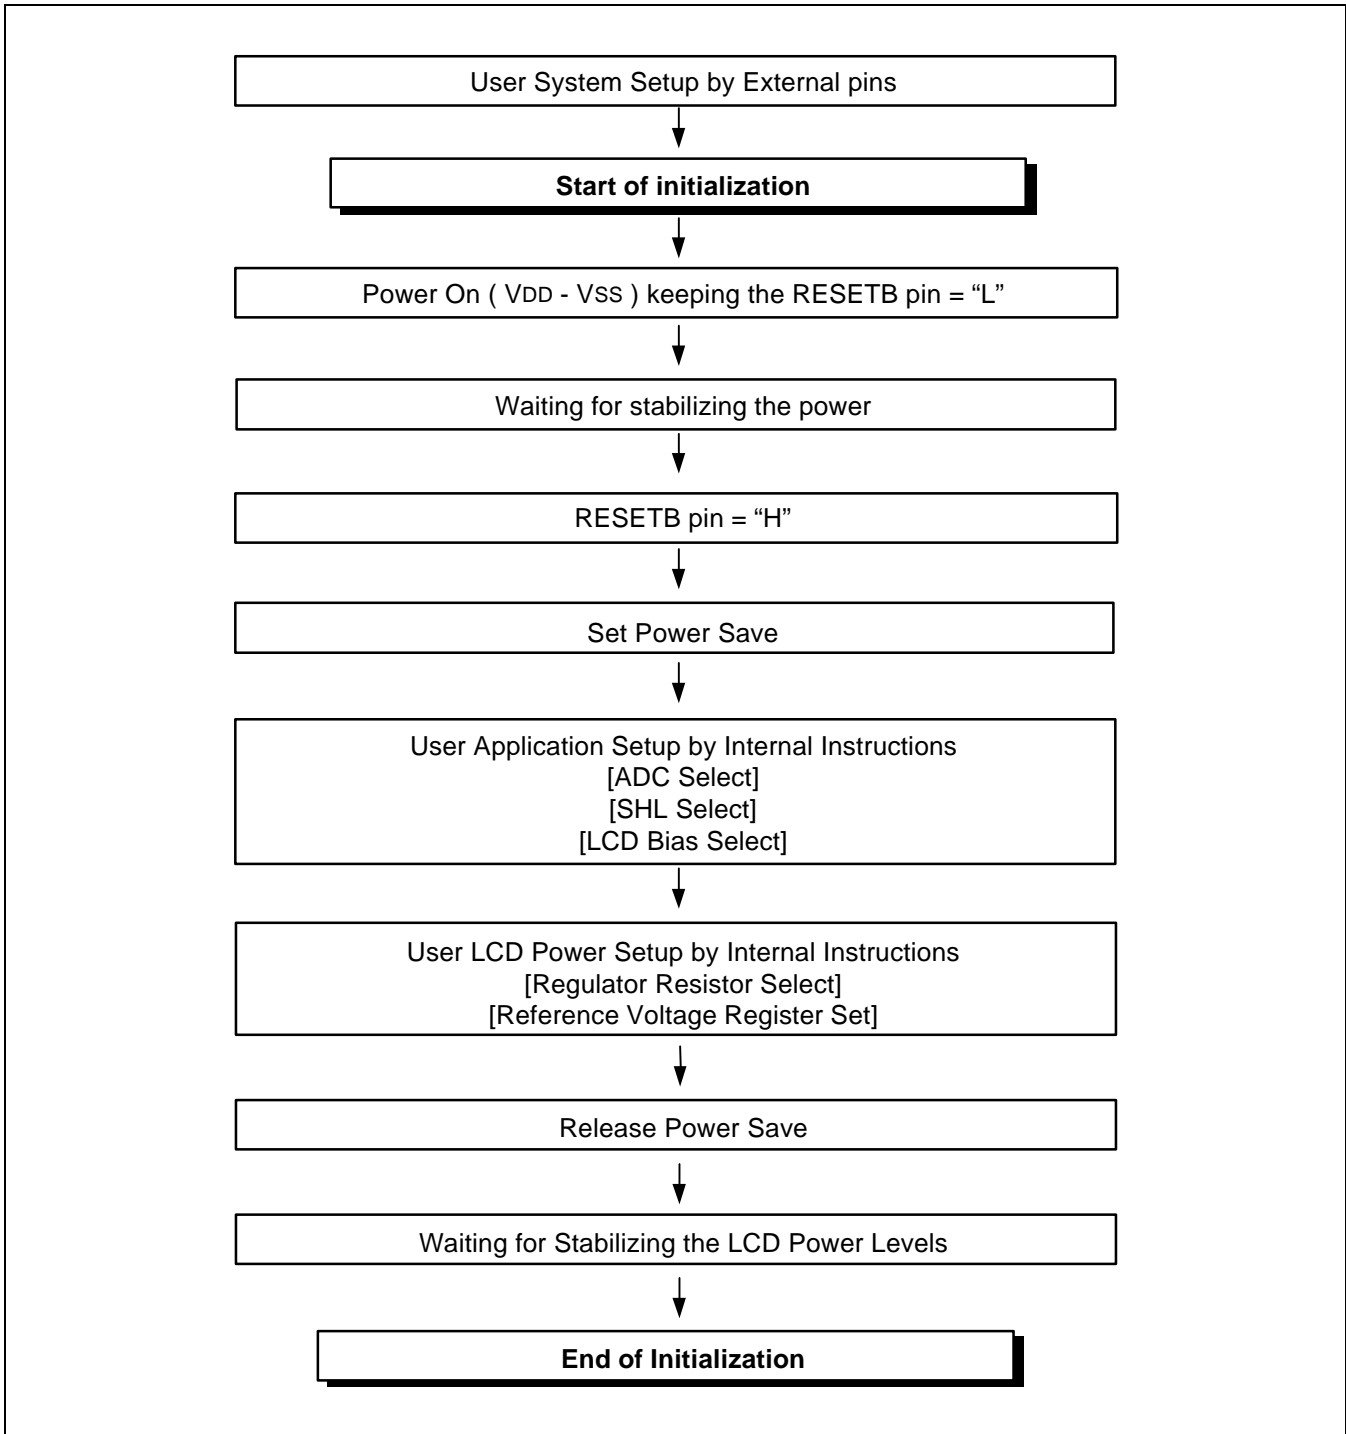 User System Setup by External pins
Start of initialization
Power On ( VDD - VSS ) keeping the RESETB pin = “L”
Waiting for stabilizing the power
RESETB pin = “H”
Set Power Save
User Application Setup by Internal Instructions
[ADC Select]
[SHL Select]
[LCD Bias Select]
User LCD Power Setup by Internal Instructions
[Regulator Resistor Select]
[Reference Voltage Register Set]
Release Power Save
Waiting for Stabilizing the LCD Power Levels
End of Initialization